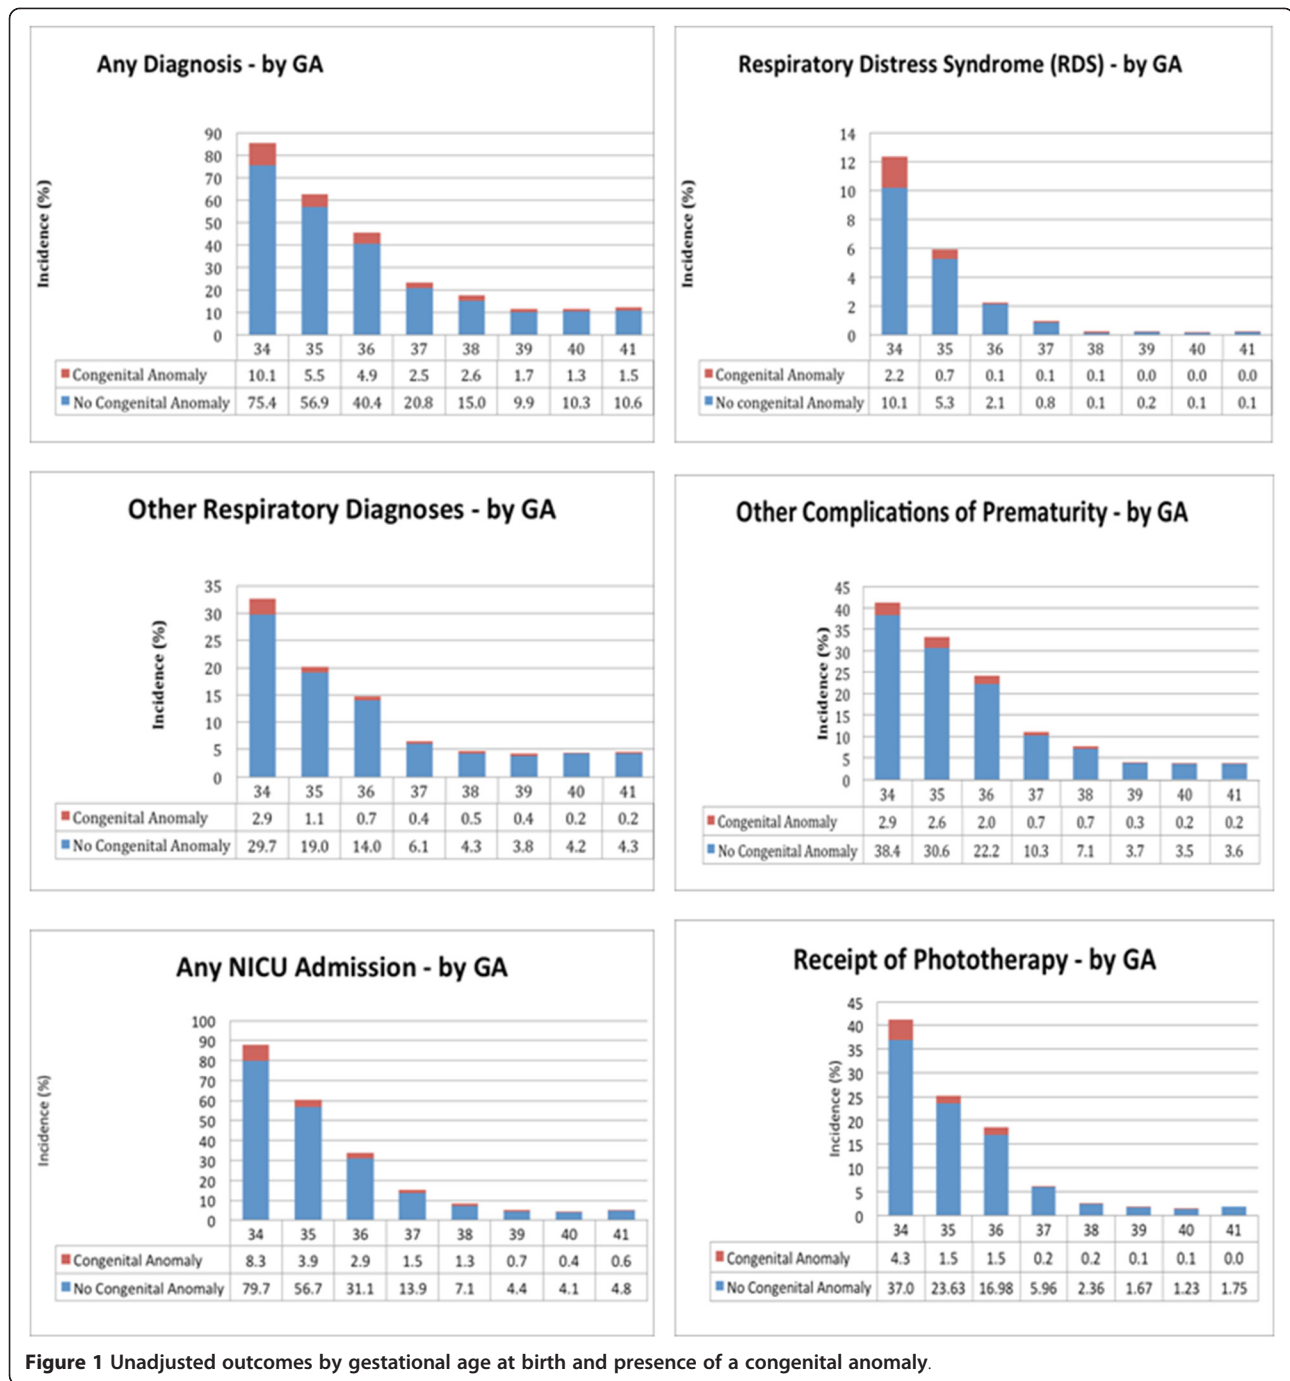 Any Diagnosis - by GA
Incidence (%)
90
80
70
60
50
40
30
20
10
0
34 35 36 37 38 39 40 41
Congenital Anomaly 10.1 5.5 4.9 2.5 2.6 1.7 1.3 1.5
No Congenital Anomaly 75.4 56.9 40.4 20.8 15.0 9.9 10.3 10.6
Respiratory Distress Syndrome (RDS) - by GA
Incidence (%)
14
12
10
8
6
4
2
0
34 35 36 37 38 39 40 41
Congenital Anomaly 2.2 0.7 0.1 0.1 0.1 0.0 0.0 0.0
No congenital Anomaly 10.1 5.3 2.1 0.8 0.1 0.2 0.1 0.1
Other Respiratory Diagnoses - by GA
Incidence (%)
35
30
25
20
15
10
5
0
34 35 36 37 38 39 40 41
Congenital Anomaly 2.9 1.1 0.7 0.4 0.5 0.4 0.2 0.2
No Congenital Anomaly 29.7 19.0 14.0 6.1 4.3 3.8 4.2 4.3
Other Complications of Prematurity - by GA
Incidence (%)
45
40
35
30
25
20
15
10
5
0
34 35 36 37 38 39 40 41
Congenital Anomaly 2.9 2.6 2.0 0.7 0.7 0.3 0.2 0.2
No Congenital Anomaly 38.4 30.6 22.2 10.3 7.1 3.7 3.5 3.6
Any NICU Admission - by GA
Incidence (%)
100
90
80
70
60
50
40
30
20
10
0
34 35 36 37 38 39 40 41
Congenital Anomaly 8.3 3.9 2.9 1.5 1.3 0.7 0.4 0.6
No Congenital Anomaly 79.7 56.7 31.1 13.9 7.1 4.4 4.1 4.8
Receipt of Phototherapy - by GA
Incidence (%)
45
40
35
30
25
20
15
10
5
0
34 35 36 37 38 39 40 41
Congenital Anomaly 4.3 1.5 1.5 0.2 0.2 0.1 0.1 0.0
No Congenital Anomaly 37.0 23.63 16.98 5.96 2.36 1.67 1.23 1.75
Figure 1 Unadjusted outcomes by gestational age at birth and presence of a congenital anomaly.